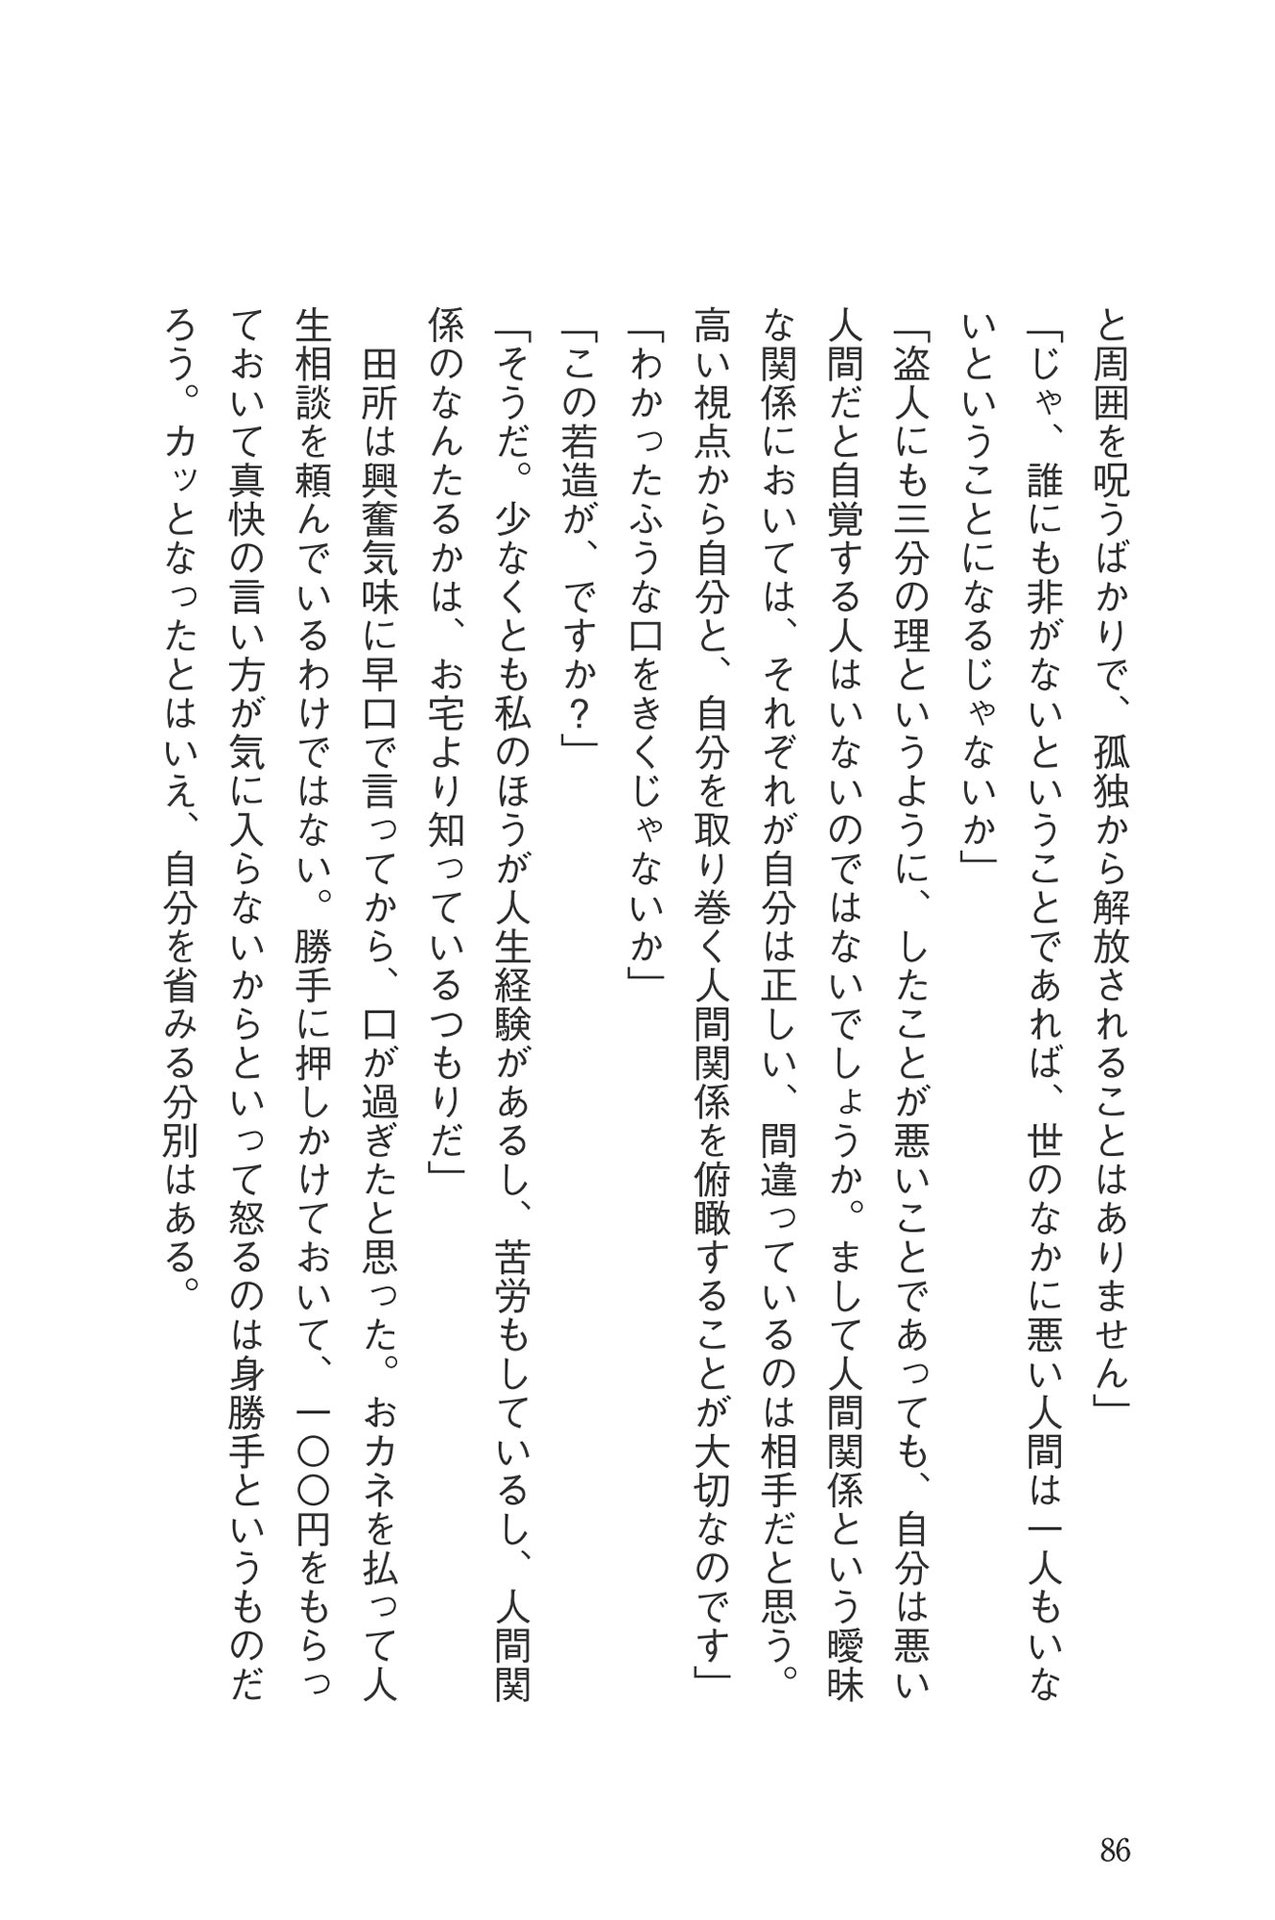 と周囲を呪うばかりで、孤独から解放されることはありません」
「じゃ、誰にも非がないということであれば、世のなかに悪い人間は一人もいな
いということになるじゃないか」
「盗人にも三分の理というように、したことが悪いことであっても、自分は悪い
人間だと自覚する人はいないのではないでしょうか。まして人間関係という曖昧
な関係においては、それぞれが自分は正しい、間違っているのは相手だと思う。
高い視点から自分と、自分を取り巻く人間関係を俯瞰することが大切なのです」
「わかったふうな口をきくじゃないか」
「この若造が、ですか？」
「そうだ。少なくとも私のほうが人生経験があるし、苦労もしているし、人間関
係のなんたるかは、お宅より知っているつもりだ」
　田所は興奮気味に早口で言ってから、口が過ぎたと思った。おカネを払って人
生相談を頼んでいるわけではない。勝手に押しかけておいて、一〇〇円をもらっ
ておいて真快の言い方が気に入らないからといって怒るのは身勝手というものだ
ろう。カッとなったとはいえ、自分を省みる分別はある。
86